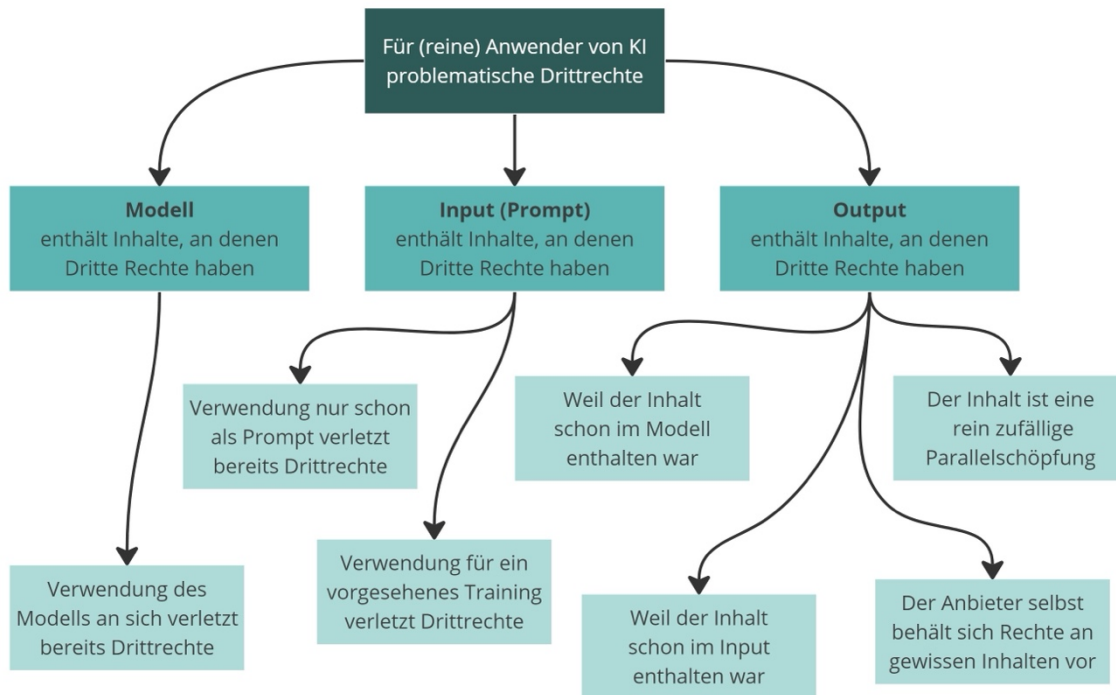 Für (reine) Anwender von KI
problematische Drittrechte
Modell
enthält Inhalte, an denen
Dritte Rechte haben
Input (Prompt)
enthält Inhalte, an denen
Dritte Rechte haben
Output
enthält Inhalte, an denen
Dritte Rechte haben
Verwendung nur schon
als Prompt verletzt
bereits Drittrechte
Weil der Inhalt
schon im Modell
enthalten war
Der Inhalt ist eine
rein zufällige
Parallelschöpfung
Verwendung des
Modells an sich verletzt
bereits Drittrechte
Verwendung für ein
vorgesehenes Training
verletzt Drittrechte
Weil der Inhalt
schon im Input
enthalten war
Der Anbieter selbst
behält sich Rechte an
gewissen Inhalten vor